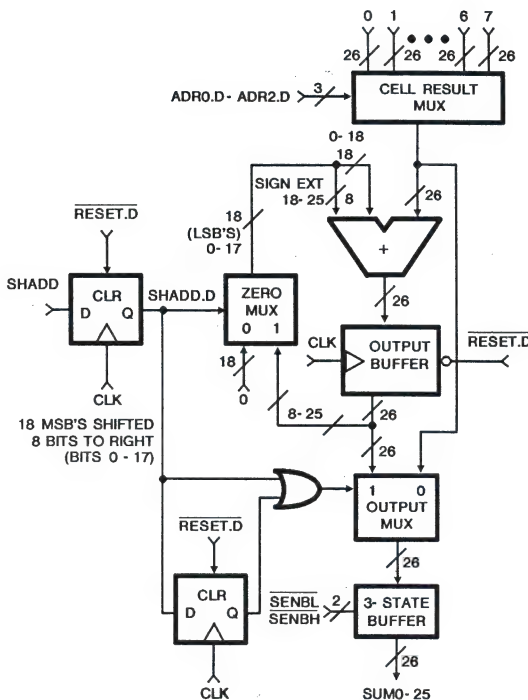 0 1 6 7
26 26 26 26
ADR0.D - ADR2.D 3
CELL RESULT
MUX
0- 18
18
SIGN EXT
18- 25 8
26
18
(LSB'S)
0- 17
+
RESET.D
SHADD
CLR
D Q
SHADD.D
CLK
ZERO
MUX
0 1
18
0
26
CLK
OUTPUT
BUFFER
RESET.D
8- 25
26
26
18 MSB'S SHIFTED
8 BITS TO RIGHT
(BITS 0 - 17)
1 0
OUTPUT
MUX
RESET.D
CLR
D Q
CLK
26
SENBL
SENBH
2
3- STATE
BUFFER
26
SUM0- 25